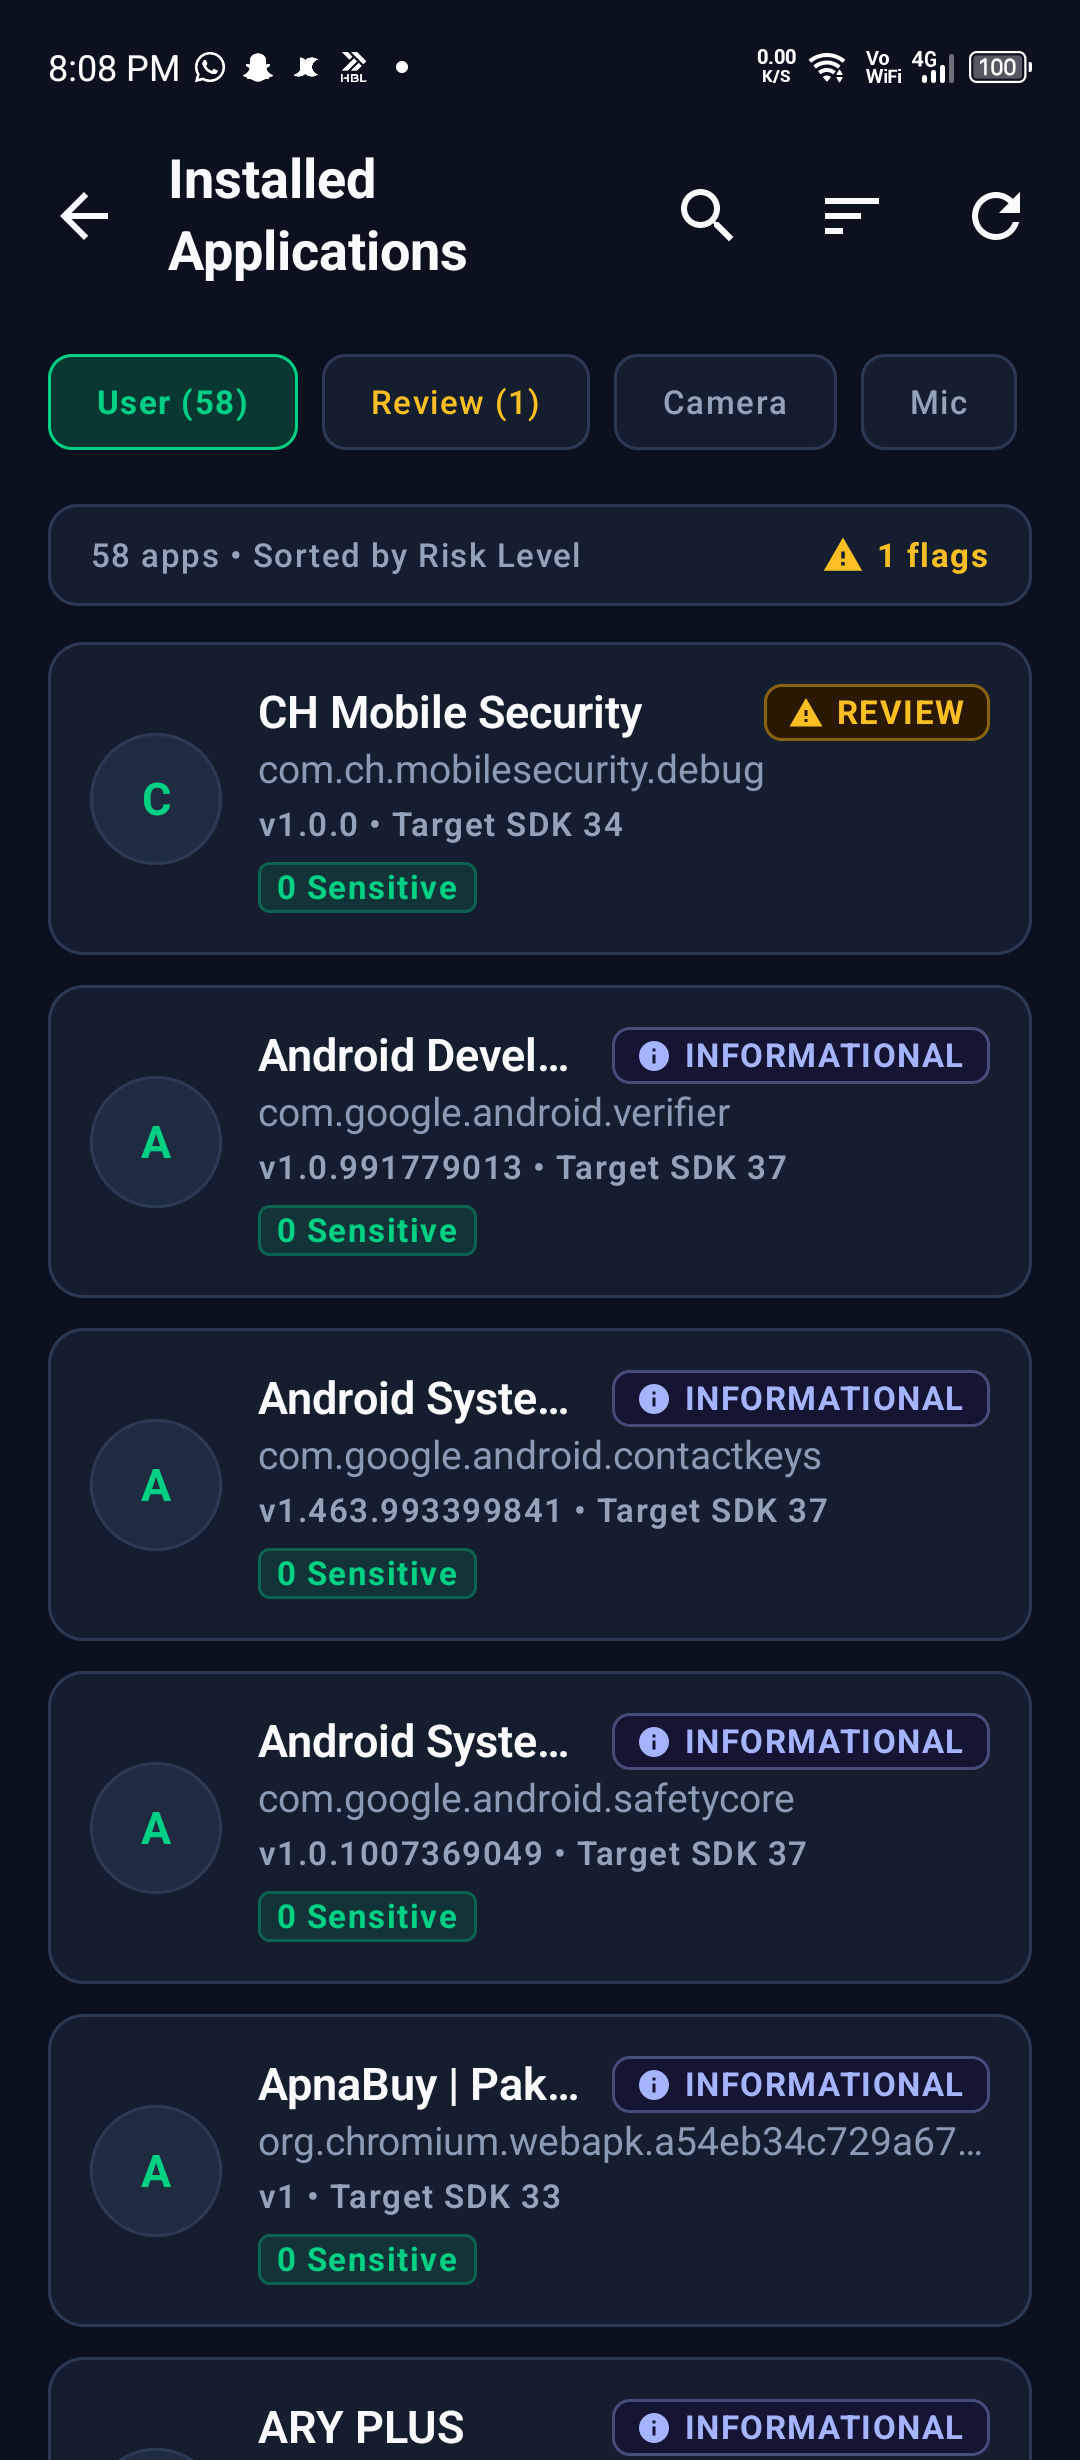 8:08 PM
HBL
0.00 K/S
Vo WiFi
4G
100
Installed
Applications
User (58)
Review (1)
Camera
Mic
58 apps • Sorted by Risk Level
1 flags
C
CH Mobile Security
REVIEW
com.ch.mobilesecurity.debug
v1.0.0 • Target SDK 34
0 Sensitive
A
Android Devel...
INFORMATIONAL
com.google.android.verifier
v1.0.991779013 • Target SDK 37
0 Sensitive
A
Android Syste...
INFORMATIONAL
com.google.android.contactkeys
v1.463.993399841 • Target SDK 37
0 Sensitive
A
Android Syste...
INFORMATIONAL
com.google.android.safetycore
v1.0.1007369049 • Target SDK 37
0 Sensitive
A
ApnaBuy | Pak...
INFORMATIONAL
org.chromium.webapk.a54eb34c729a67...
v1 • Target SDK 33
0 Sensitive
ARY PLUS
INFORMATIONAL